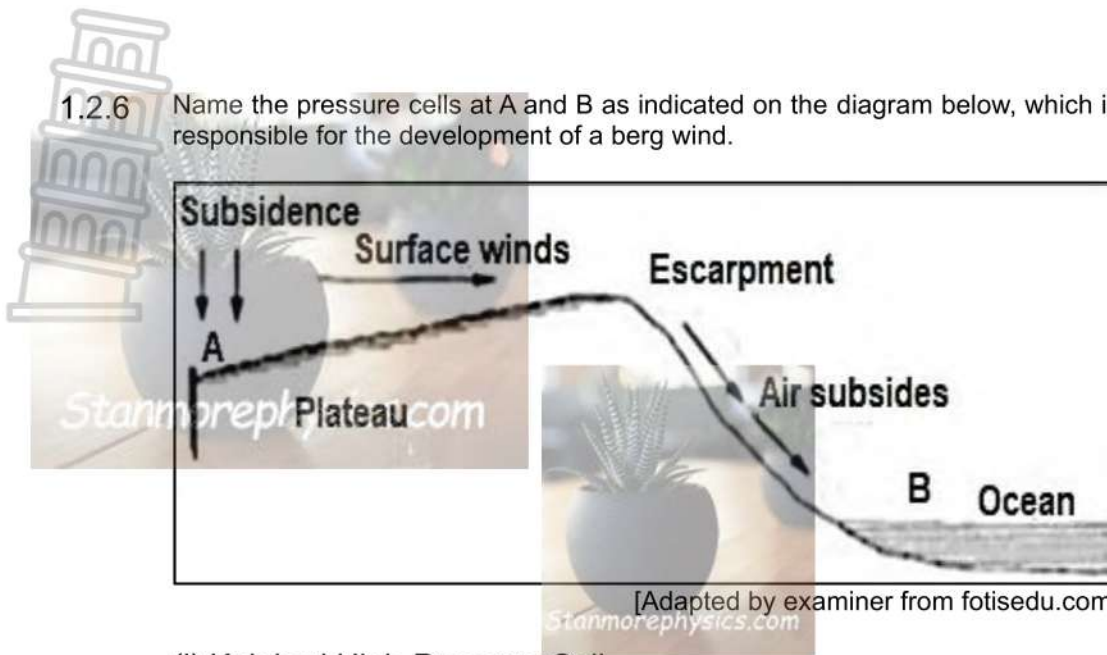 1.2.6 Name the pressure cells at A and B as indicated on the diagram below, which i
responsible for the development of a berg wind.
Subsidence
Surface winds
Escarpment
A
Air subsides
Stanmorephysics.com
Plateau
B
Ocean
[Adapted by examiner from fotisedu.com
Stanmorephysics.com